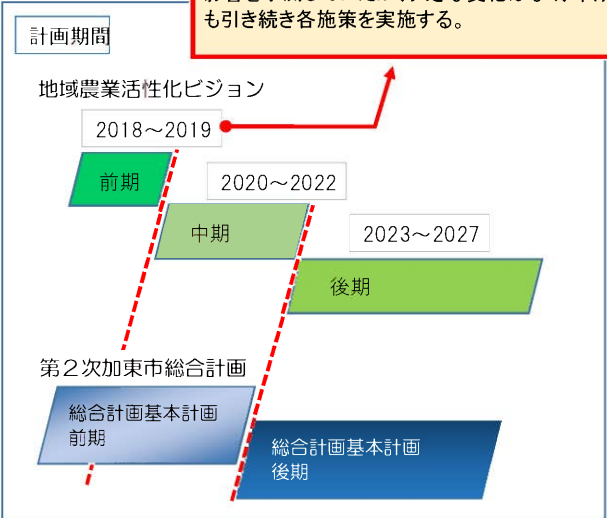 も引き続き各施策を実施する。
計画期間
地域農業活性化ビジョン
2018～2019
前期
2020～2022
中期
2023～2027
後期
第２次加東市総合計画
総合計画基本計画
前期
総合計画基本計画
後期